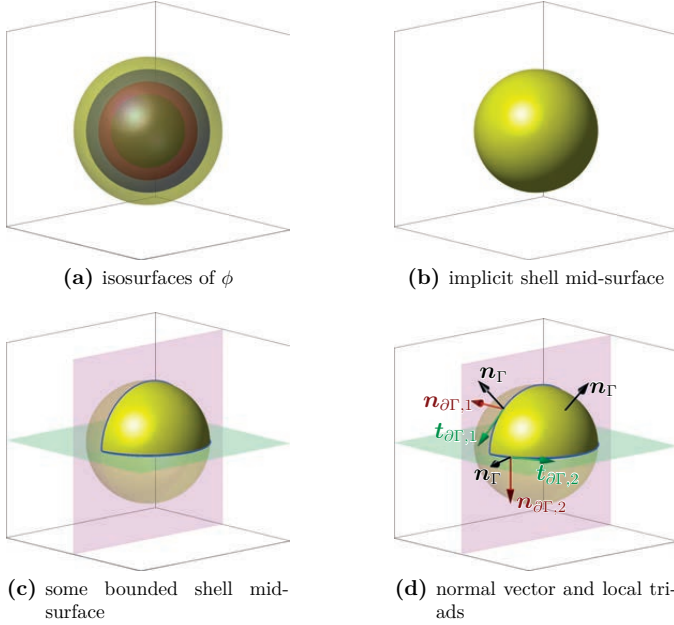 (a) isosurfaces of ϕ
(b) implicit shell mid-surface
n_Γ
n_Γ
n_∂Γ,1
t_∂Γ,1
n_Γ
t_∂Γ,2
n_∂Γ,2
(c) some bounded shell mid-
surface
(d) normal vector and local tri-
ads